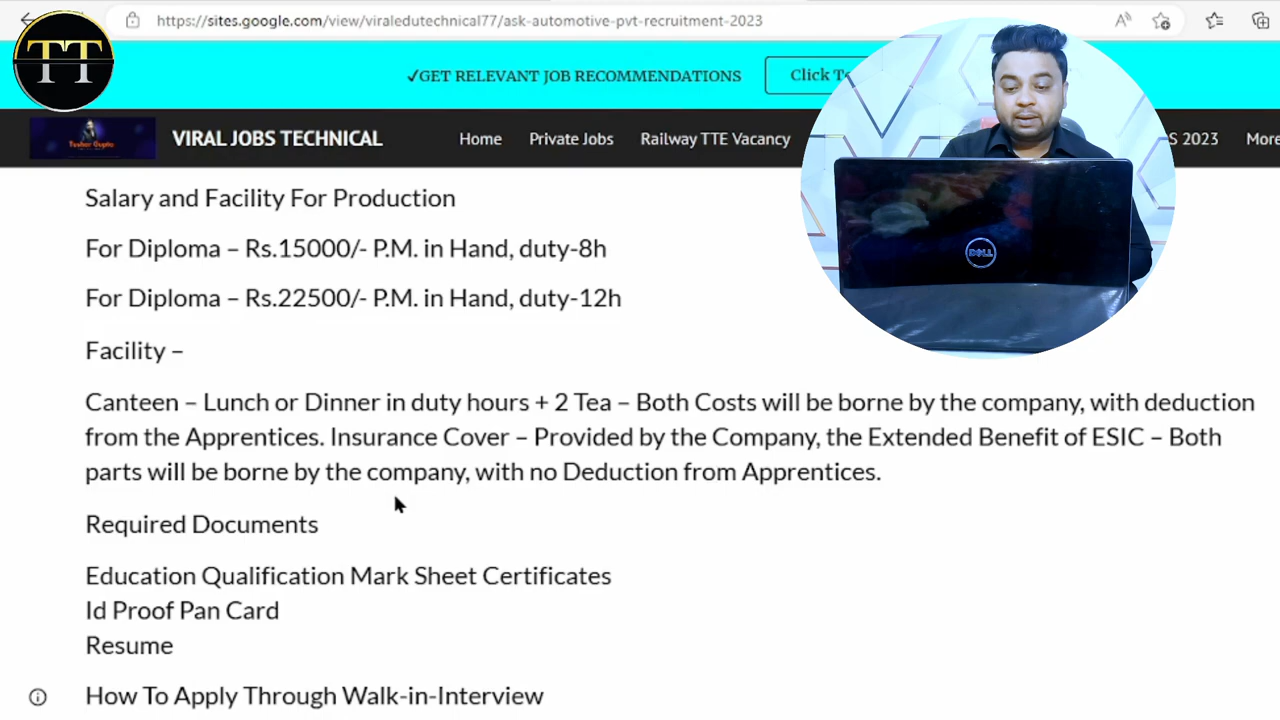 https://sites.google.com/view/viraledutechnical77/ask-automotive-pvt-recruitment-2023
TT
✓GET RELEVANT JOB RECOMMENDATIONS
Click
Tushar Gupta
VIRAL JOBS TECHNICAL
Home
Private Jobs
Railway TTE Vacancy
S 2023
More
Salary and Facility For Production
For Diploma – Rs.15000/- P.M. in Hand, duty-8h
For Diploma – Rs.22500/- P.M. in Hand, duty-12h
Facility –
Canteen – Lunch or Dinner in duty hours + 2 Tea – Both Costs will be borne by the company, with deduction
from the Apprentices. Insurance Cover – Provided by the Company, the Extended Benefit of ESIC – Both
parts will be borne by the company, with no Deduction from Apprentices.
Required Documents
Education Qualification Mark Sheet Certificates
Id Proof Pan Card
Resume
How To Apply Through Walk-in-Interview
DELL